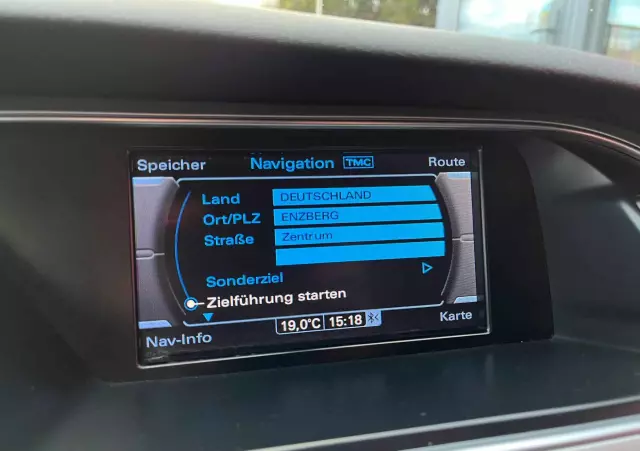 Speicher Navigation TMC Route
Land DEUTSCHLAND
Ort/PLZ ENZBERG
Straße Zentrum
Sonderziel
Zielführung starten
19,0°C 15:18
Nav-Info Karte